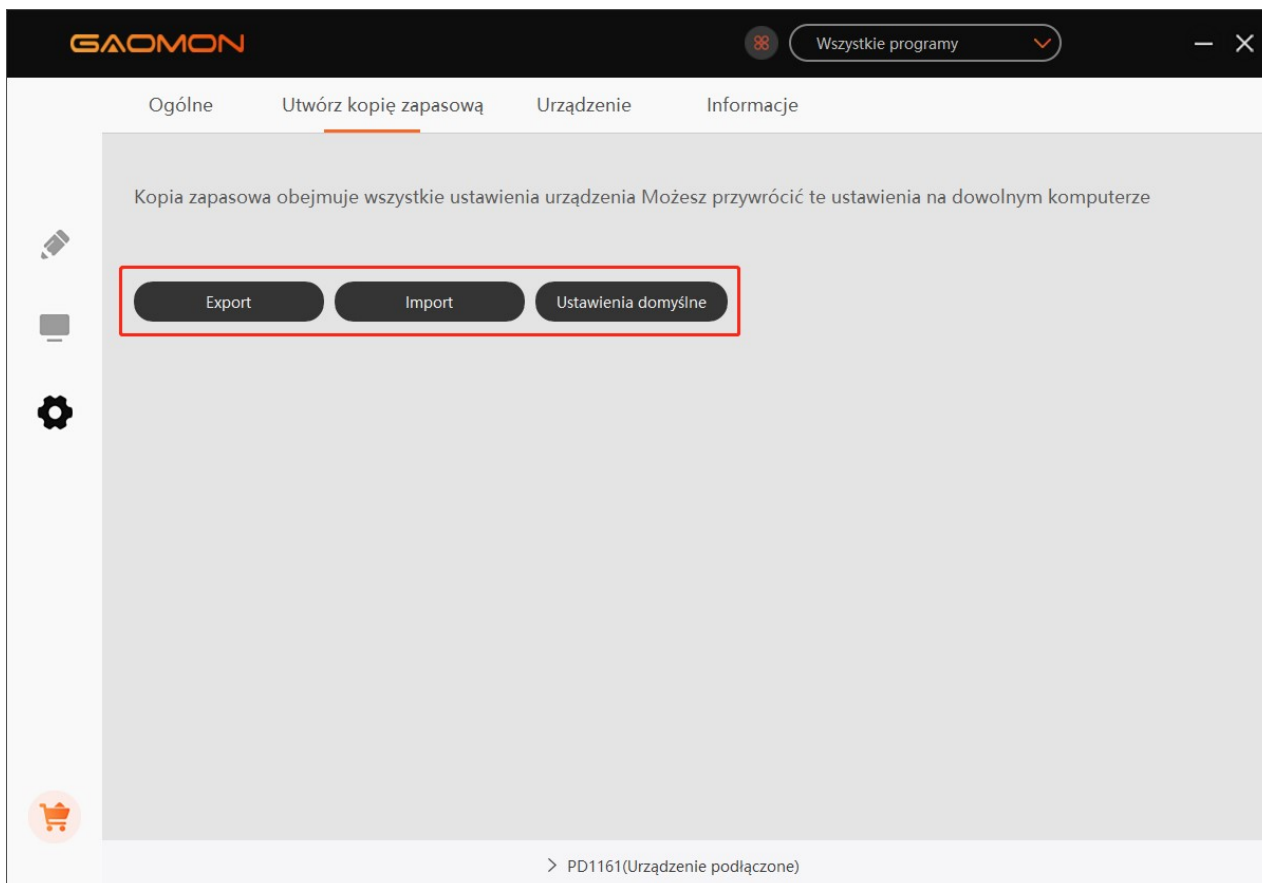 GAOMON
Wszystkie programy
Ogólne Utwórz kopię zapasową Urządzenie Informacje
Kopia zapasowa obejmuje wszystkie ustawienia urządzenia Możesz przywrócić te ustawienia na dowolnym komputerze
Export Import Ustawienia domyślne
PD1161(Urządzenie podłączone)